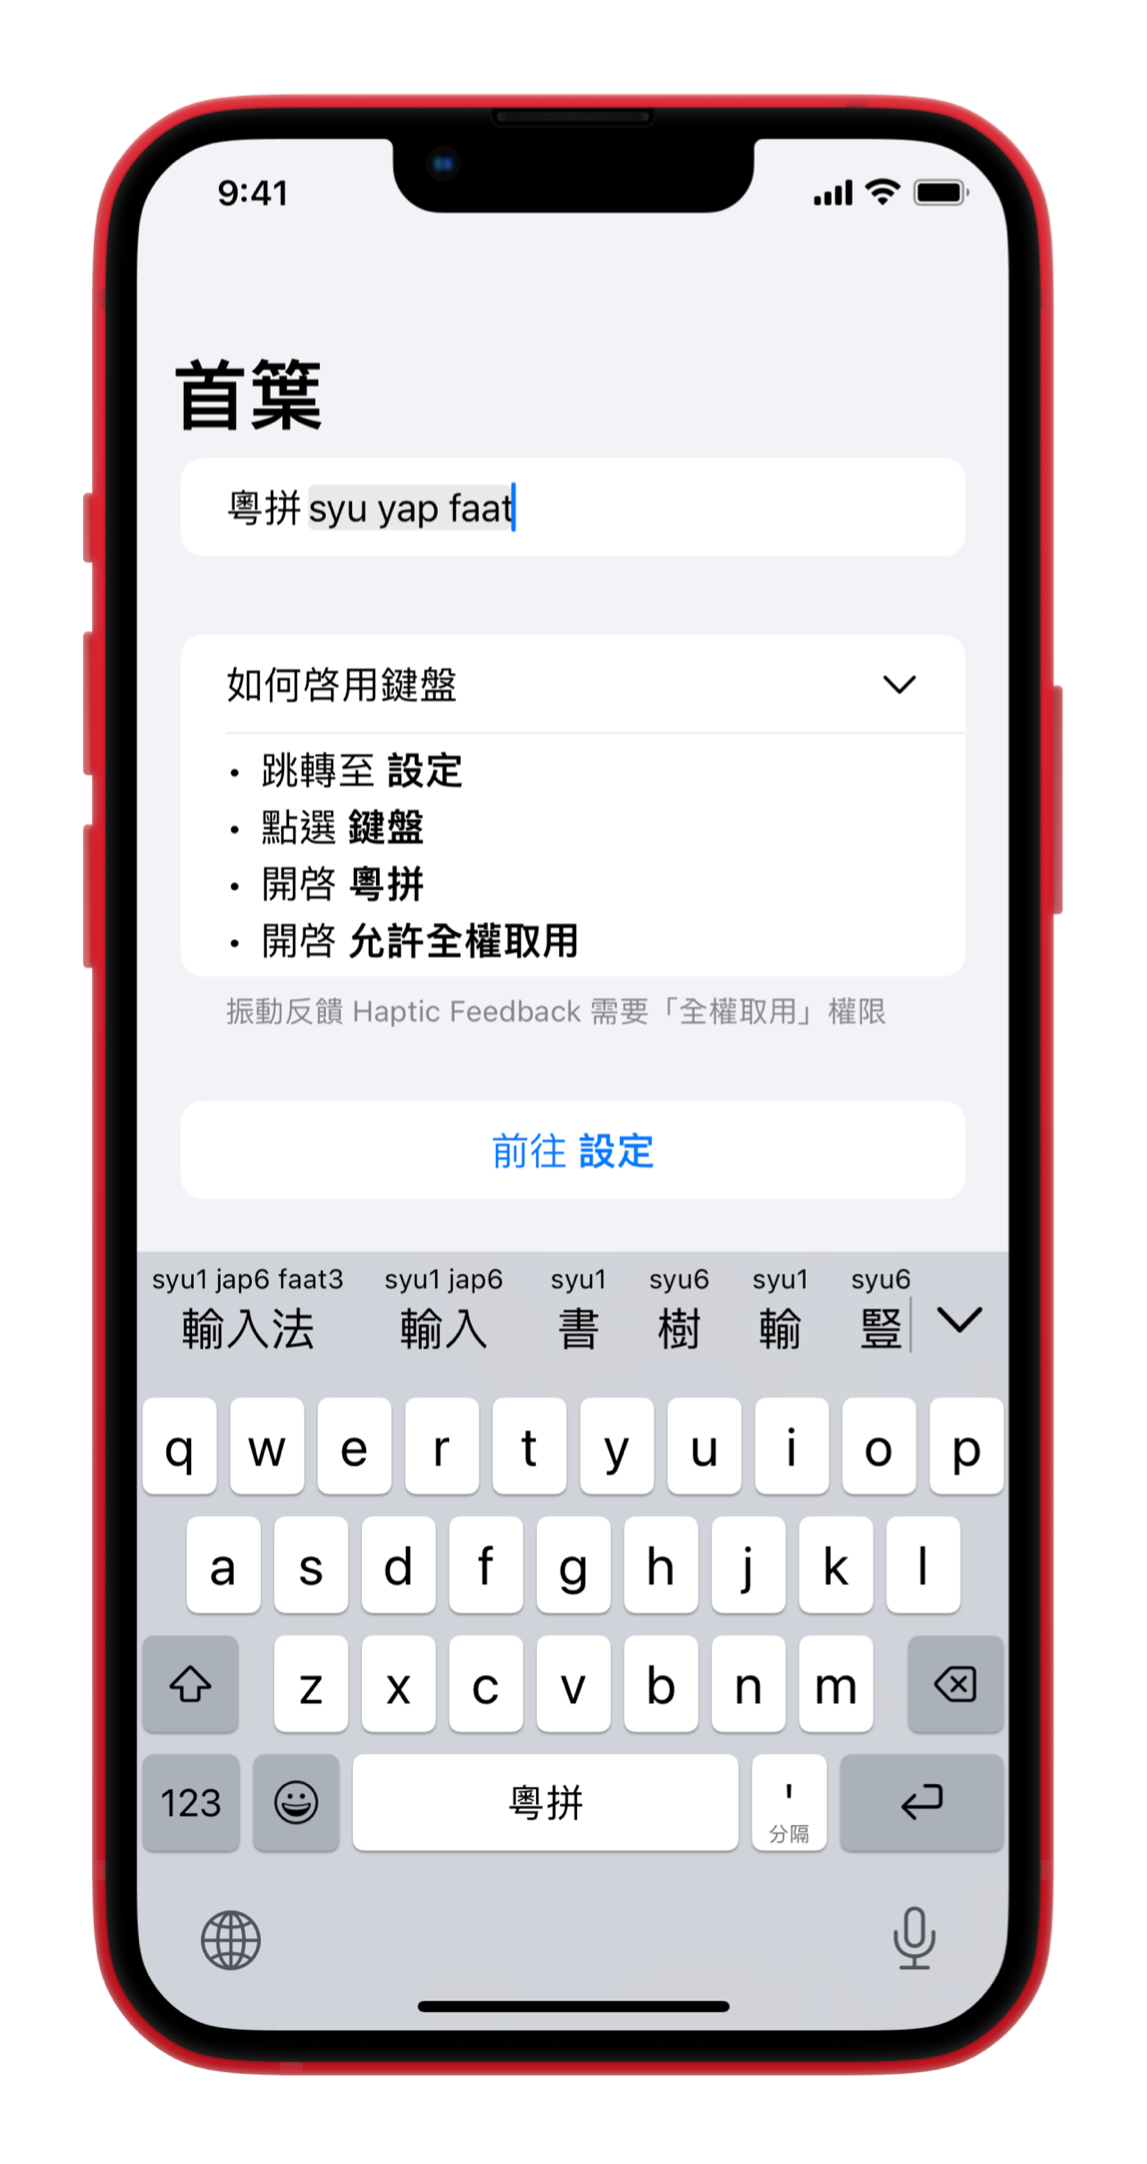 9:41
首葉
粵拼 syu yap faat
如何啓用鍵盤
• 跳轉至 設定
• 點選 鍵盤
• 開啓 粵拼
• 開啓 允許全權取用
振動反饋 Haptic Feedback 需要「全權取用」權限
前往 設定
syu1 jap6 faat3 syu1 jap6 syu1 syu6 syu1 syu6
輸入法 輸入 書 樹 輸 豎
q w e r t y u i o p
a s d f g h j k l
z x c v b n m
123 粵拼 '
分隔